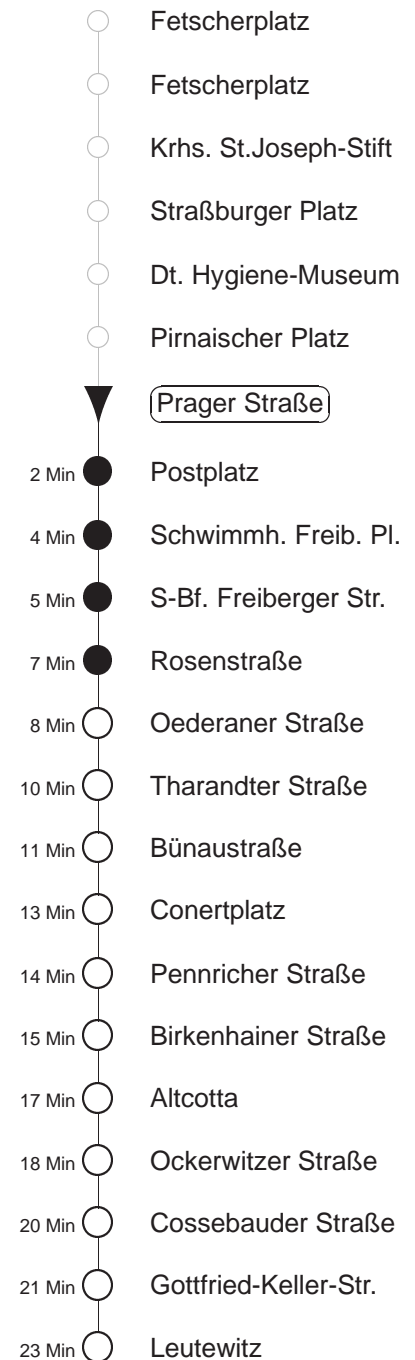 Fetscherplatz
Fetscherplatz
Krhs. St.Joseph-Stift
Straßburger Platz
Dt. Hygiene-Museum
Pirnaischer Platz
Prager Straße
2 Min Postplatz
4 Min Schwimmh. Freib. Pl.
5 Min S-Bf. Freiberger Str.
7 Min Rosenstraße
8 Min Oederaner Straße
10 Min Tharandter Straße
11 Min Bünaustraße
13 Min Conertplatz
14 Min Pennricher Straße
15 Min Birkenhainer Straße
17 Min Altcotta
18 Min Ockerwitzer Straße
20 Min Cossebauder Straße
21 Min Gottfried-Keller-Str.
23 Min Leutewitz